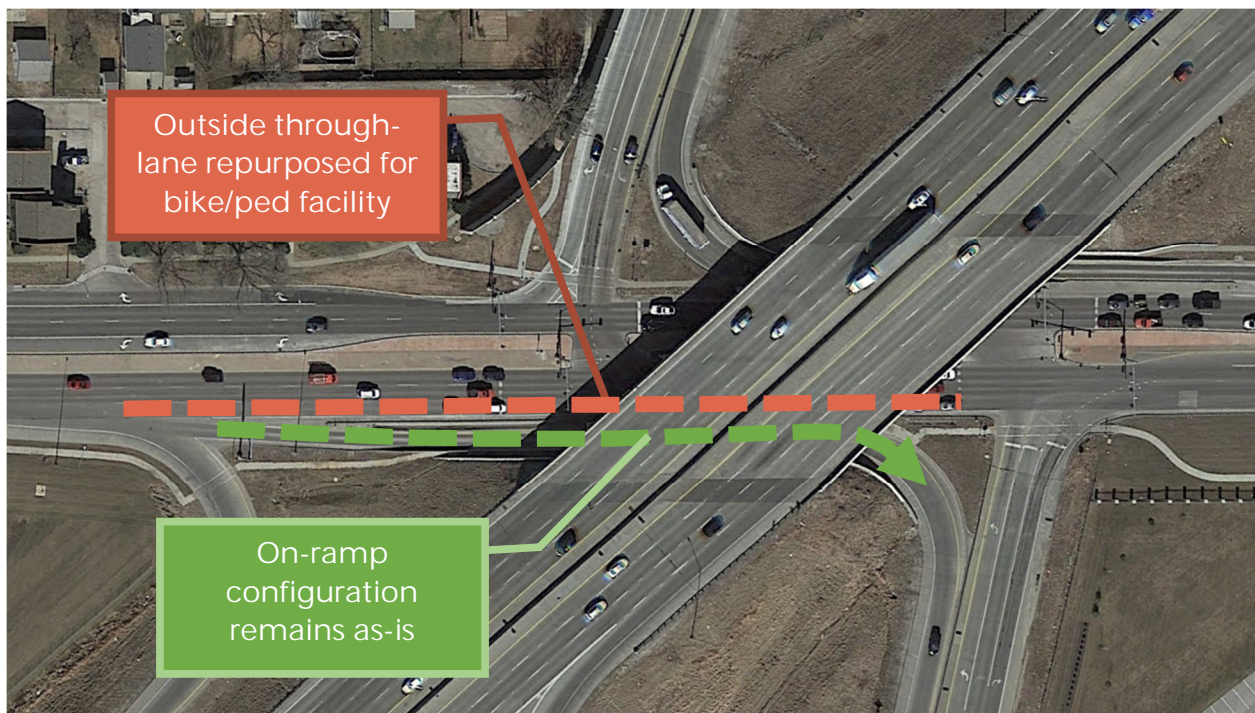 Outside through-
lane repurposed for
bike/ped facility
On-ramp
configuration
remains as-is